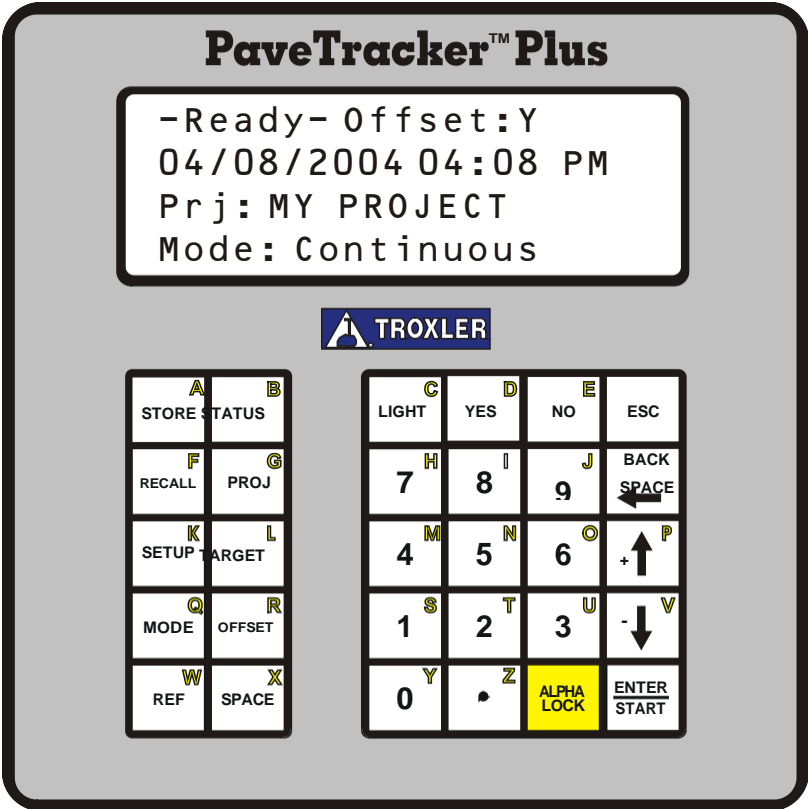 PaveTracker™ Plus
-Ready- Offset:Y
04/08/2004 04:08 PM
Prj: MY PROJECT
Mode: Continuous
TROXLER
A B
STORE STATUS
C D E
LIGHT YES NO ESC
F G
RECALL PROJ
H I J
7 8 9 BACK SPACE
K L
SETUP TARGET
M N O P
4 5 6 +
Q R
MODE OFFSET
S T U V
1 2 3 -
W X
REF SPACE
Y Z
0 . ALPHA LOCK ENTER START